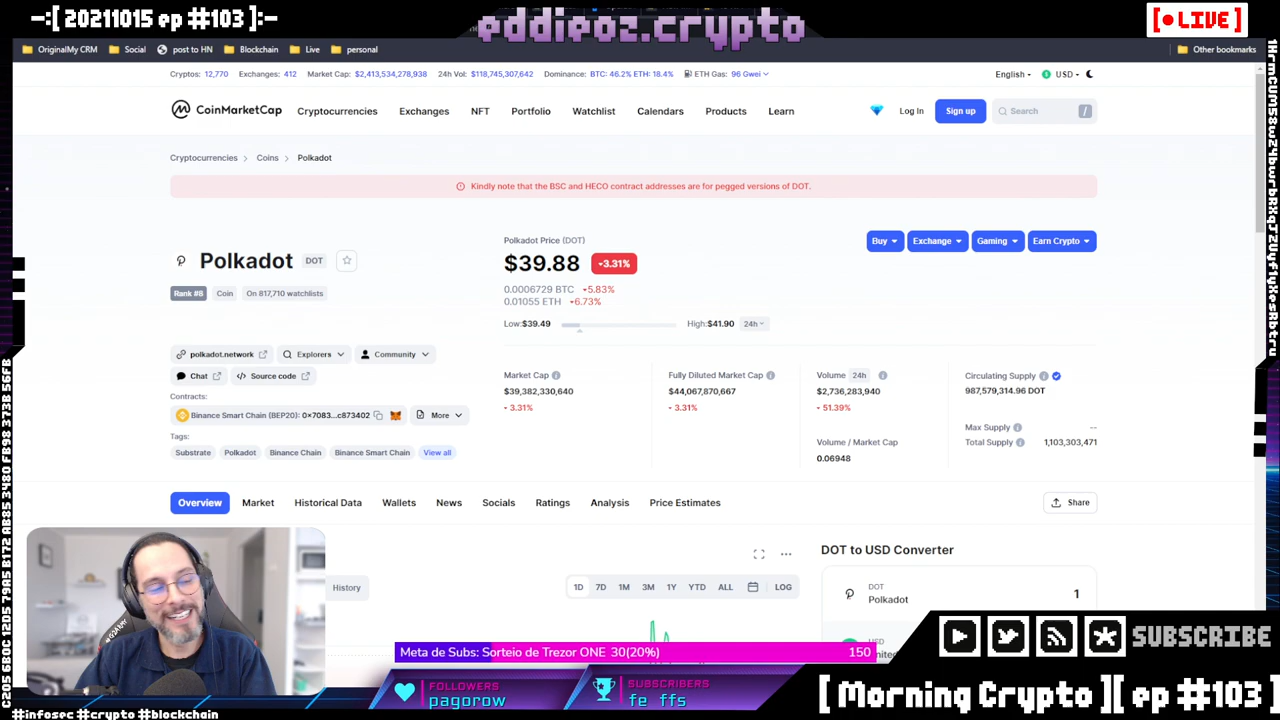 -:[ 20211015 ep #103 ]:-
eddieoz.crypto
[● LIVE]
OriginalMy CRM Social post to HN Blockchain Live personal Other bookmarks
Cryptos: 12,770 Exchanges: 412 Market Cap: $2,413,534,278,938 24h Vol: $118,745,307,642 Dominance: BTC: 46.2% ETH: 18.4% ETH Gas: 96 Gwei English USD
CoinMarketCap Cryptocurrencies Exchanges NFT Portfolio Watchlist Calendars Products Learn Log In Sign up Search /
Cryptocurrencies > Coins > Polkadot
Kindly note that the BSC and HECO contract addresses are for pegged versions of DOT.
Polkadot Price (DOT)
Buy Exchange Gaming Earn Crypto
Polkadot DOT
$39.88 3.31%
Rank #8 Coin On 817,710 watchlists
0.0006729 BTC 5.83%
0.01055 ETH 6.73%
Low: $39.49 High: $41.90 24h
polkadot.network Explorers Community
Chat Source code
Contracts:
Binance Smart Chain (BEP20): 0x7083...c873402 More
Tags:
Substrate Polkadot Binance Chain Binance Smart Chain View all
Market Cap
$39,382,330,640
3.31%
Fully Diluted Market Cap
$44,067,870,667
3.31%
Volume 24h
$2,736,283,940
51.39%
Volume / Market Cap
0.06948
Circulating Supply
987,579,314.96 DOT
Max Supply --
Total Supply 1,103,303,471
Overview Market Historical Data Wallets News Socials Ratings Analysis Price Estimates Share
History
1D 7D 1M 3M 1Y YTD ALL LOG
DOT to USD Converter
DOT
Polkadot 1
USD
Meta de Subs: Sorteio de Trezor ONE 30(20%) 150
SUBSCRIBE
FOLLOWERS
pagorow
SUBSCRIBERS
fe ffs
[ Morning Crypto ][ ep #103 ]
#infosec #crypto #blockchain